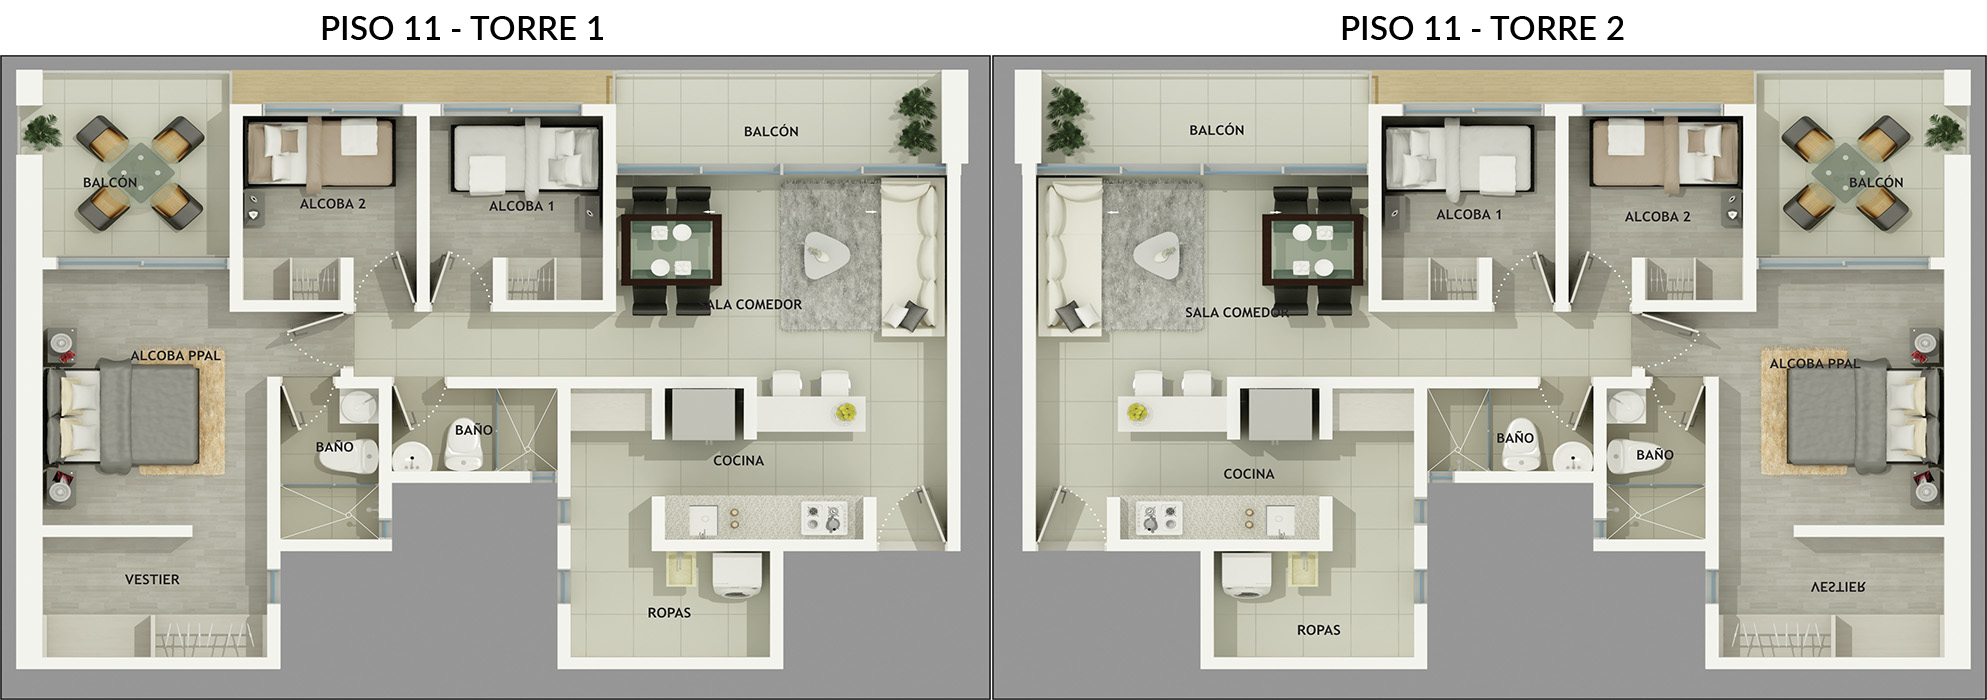 PISO 11 - TORRE 1
BALCÓN
BALCÓN
ALCOBA 2
ALCOBA 1
ALA COMEDOR
ALCOBA PPAL
BAÑO
BAÑO
COCINA
VESTIER
ROPAS
PISO 11 - TORRE 2
BALCÓN
BALCÓN
ALCOBA 1
ALCOBA 2
SALA COMEDOR
ALCOBA PPAL
BAÑO
BAÑO
COCINA
VESTIER
ROPAS